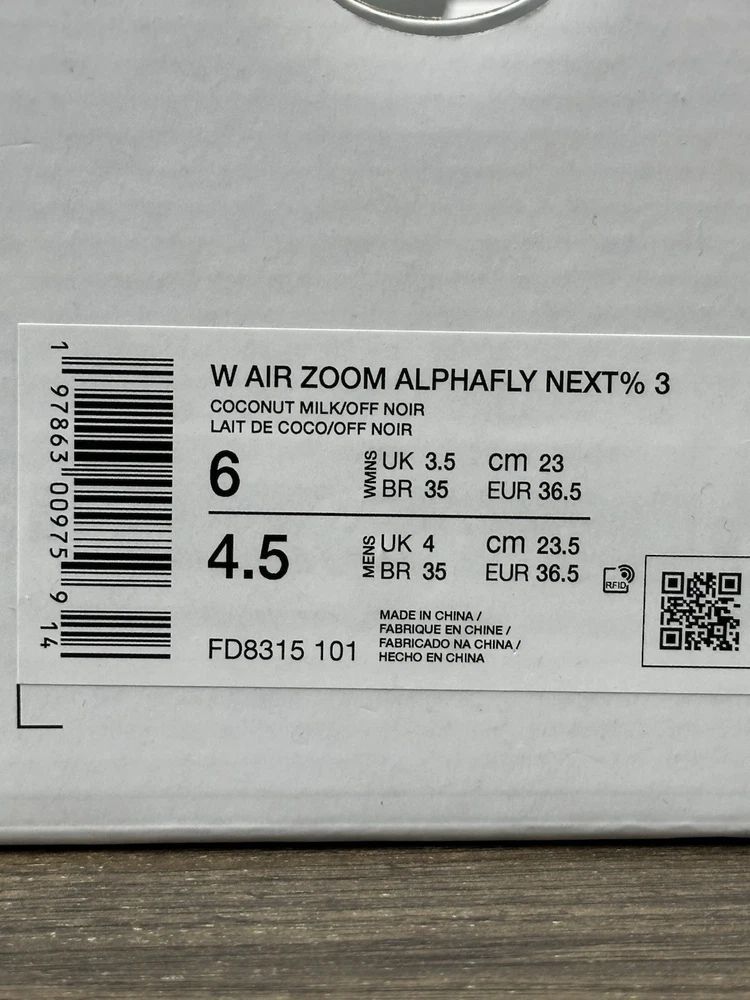 W AIR ZOOM ALPHAFLY NEXT% 3
COCONUT MILK/OFF NOIR
LAIT DE COCO/OFF NOIR
6 WMNS UK 3.5 cm 23
BR 35 EUR 36.5
4.5 MENS UK 4 cm 23.5
BR 35 EUR 36.5
RFID
FD8315 101
MADE IN CHINA /
FABRIQUE EN CHINE /
FABRICADO NA CHINA /
HECHO EN CHINA
1 97863 00975 9 14